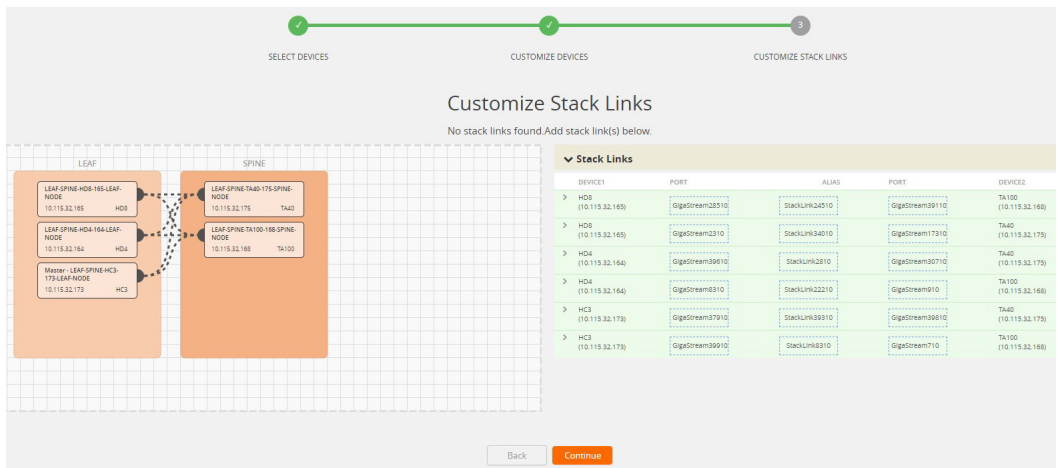 ✓ ✓ 3
SELECT DEVICES CUSTOMIZE DEVICES CUSTOMIZE STACK LINKS
Customize Stack Links
No stack links found.Add stack link(s) below.
LEAF SPINE
LEAF-SPINE-HD8-165-LEAF-
NODE
10.115.32.165 HD8
LEAF-SPINE-HD4-164-LEAF-
NODE
10.115.32.164 HD4
Master - LEAF-SPINE-HC3-
173-LEAF-NODE
10.115.32.173 HC3
LEAF-SPINE-TA40-175-SPINE-
NODE
10.115.32.175 TA40
LEAF-SPINE-TA100-168-SPINE-
NODE
10.115.32.168 TA100
Stack Links
DEVICE1 PORT ALIAS PORT DEVICE2
HD8 GigaStream28510 StackLink24510 GigaStream39110 TA100
(10.115.32.165) (10.115.32.168)
HD8 GigaStream2310 StackLink34010 GigaStream17310 TA40
(10.115.32.165) (10.115.32.175)
HD4 GigaStream39610 StackLink2810 GigaStream30710 TA40
(10.115.32.164) (10.115.32.175)
HD4 GigaStream8310 StackLink22210 GigaStream910 TA100
(10.115.32.164) (10.115.32.168)
HC3 GigaStream37910 StackLink39310 GigaStream39810 TA40
(10.115.32.173) (10.115.32.175)
HC3 GigaStream39910 StackLink8310 GigaStream710 TA100
(10.115.32.173) (10.115.32.168)
Back Continue